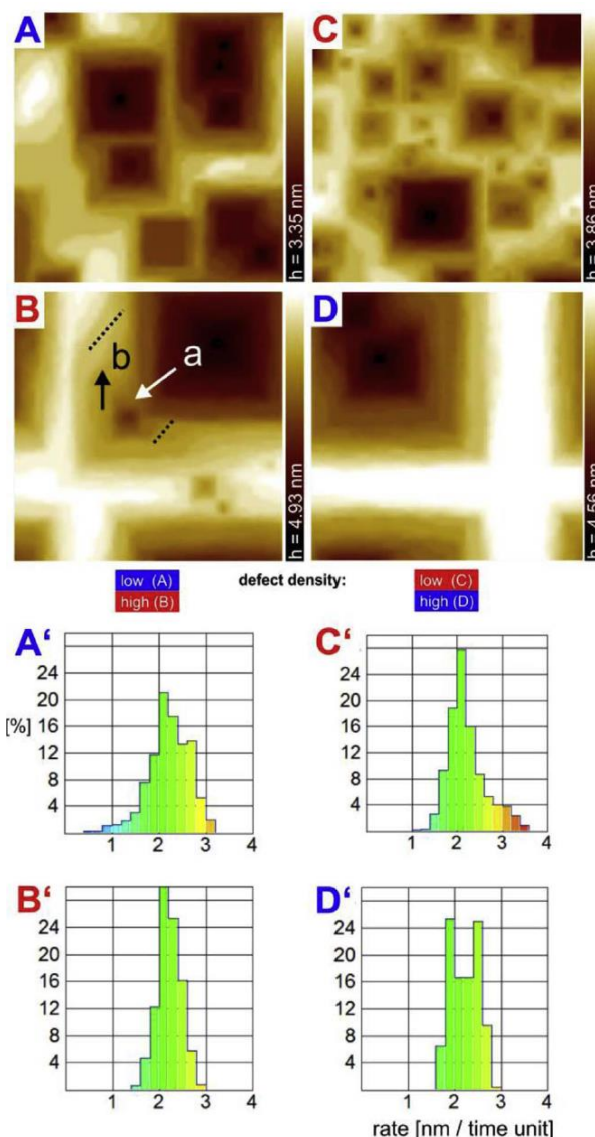 A
C
h = 3.35 nm
h = 3.86 nm
B
D
b
a
h = 4.93 nm
h = 4.56 nm
low (A)
defect density:
low (C)
high (B)
high (D)
A‘
C‘
24
20
[%]
16
12
8
4
1 2 3 4
24
20
16
12
8
4
1 2 3 4
B‘
D‘
24
20
16
12
8
4
1 2 3 4
24
20
16
12
8
4
1 2 3 4
rate [nm / time unit]